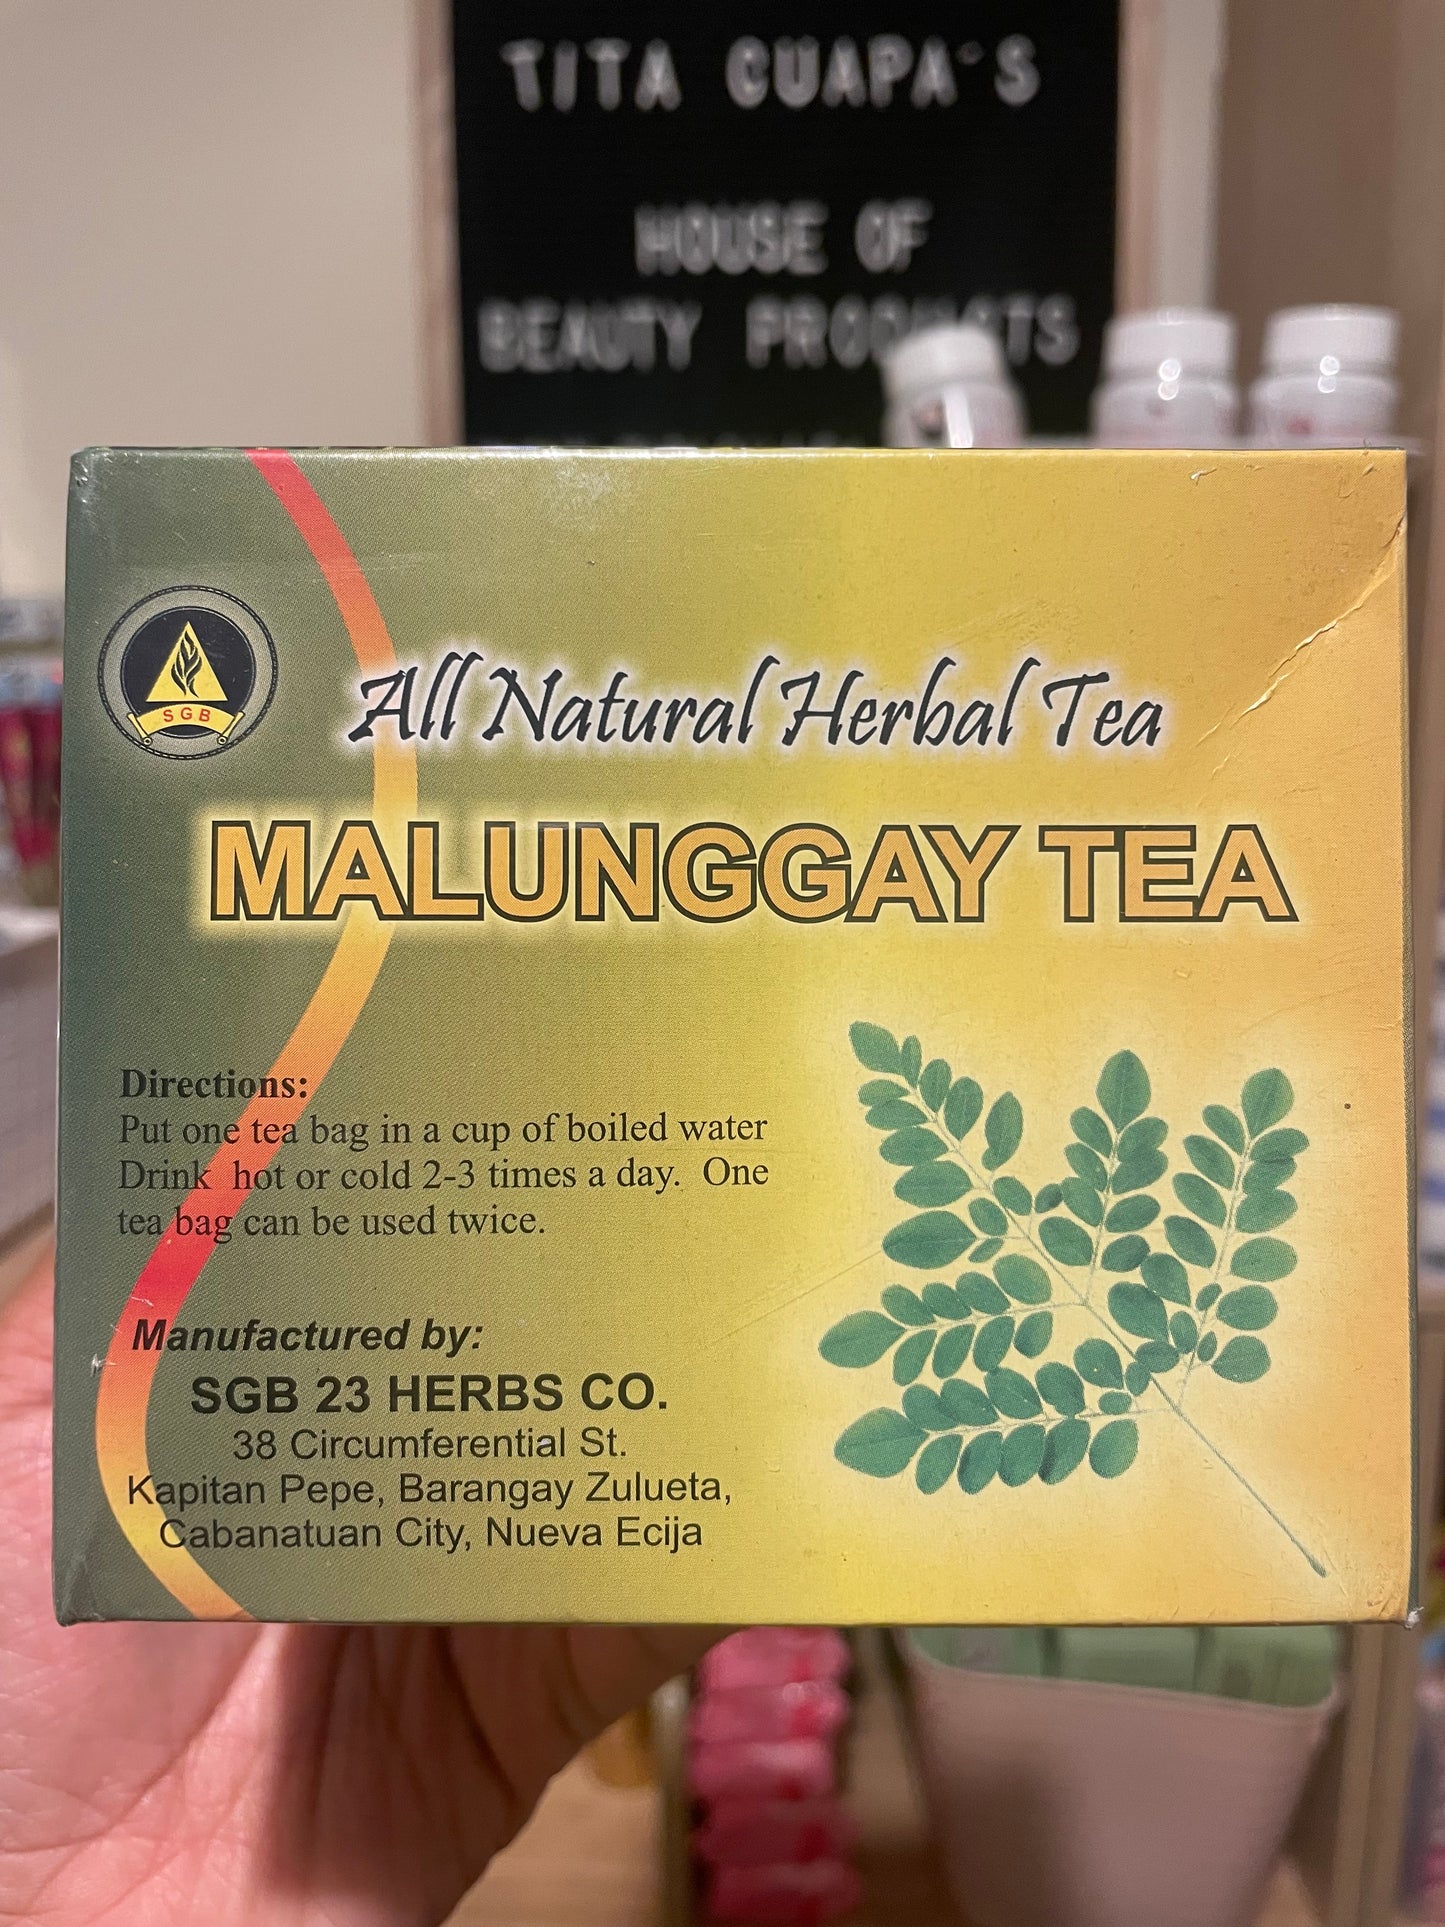 TITA CUAPA'S
HOUSE OF
BEAUTY PRODUCTS
SGB
All Natural Herbal Tea
MALUNGGAY TEA
Directions:
Put one tea bag in a cup of boiled water
Drink hot or cold 2-3 times a day. One
tea bag can be used twice.
Manufactured by:
SGB 23 HERBS CO.
38 Circumferential St.
Kapitan Pepe, Barangay Zulueta,
Cabanatuan City, Nueva Ecija